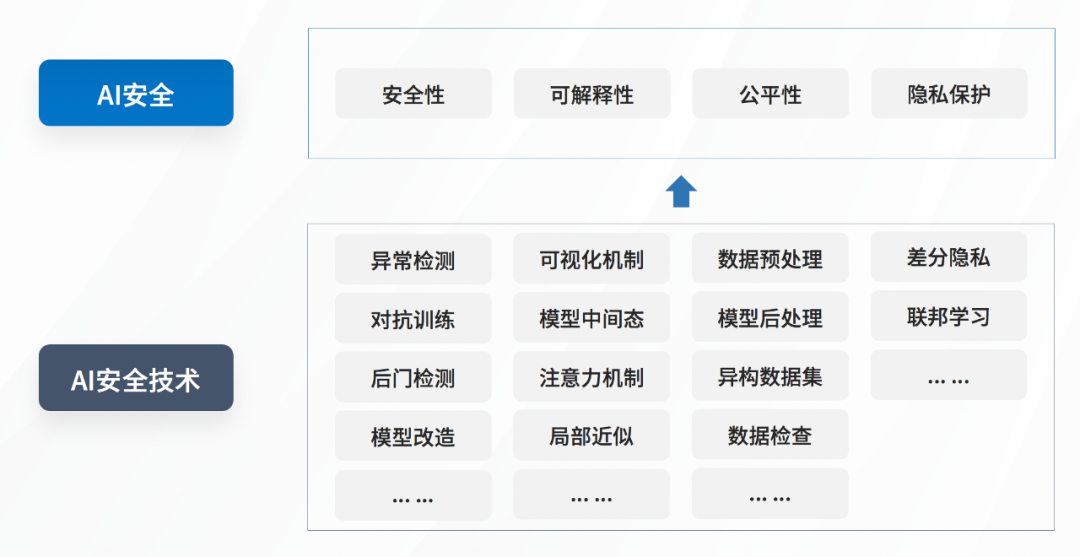 AI安全
安全性
可解释性
公平性
隐私保护
AI安全技术
异常检测
可视化机制
数据预处理
差分隐私
对抗训练
模型中间态
模型后处理
联邦学习
后门检测
注意力机制
异构数据集
... ...
模型改造
局部近似
数据检查
... ...
... ...
... ...